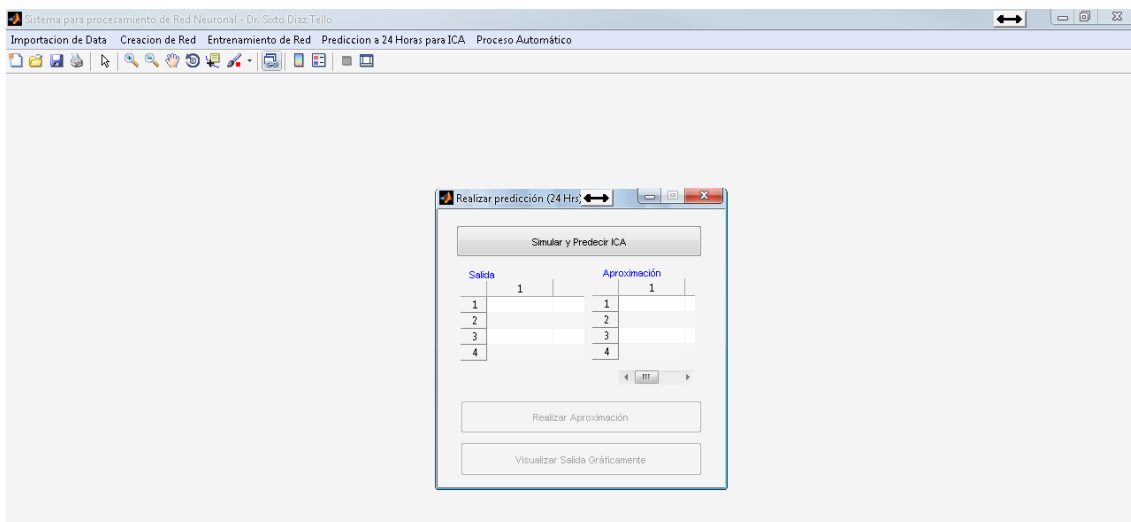 Sistema para procesamiento de Red Neuronal - Dr. Sixto Diaz Tello
Importacion de Data Creacion de Red Entrenamiento de Red Prediccion a 24 Horas para ICA Proceso Automático
Realizar predicción (24 Hrs)
Simular y Predecir ICA
Salida Aproximación
1 1
1 1
2 2
3 3
4 4
Realizar Aproximación
Visualizar Salida Gráficamente